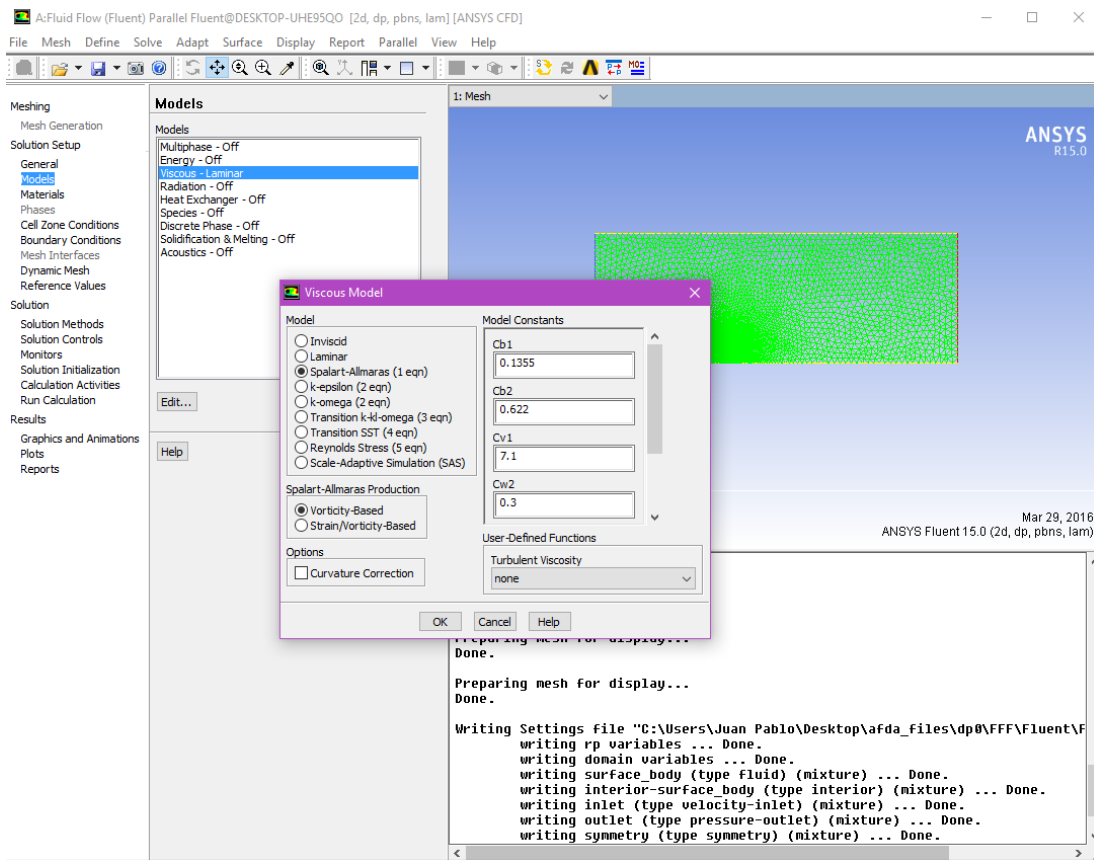 A:Fluid Flow (Fluent) Parallel Fluent@DESKTOP-UHE95QO [2d, dp, pbns, lam] [ANSYS CFD]
File Mesh Define Solve Adapt Surface Display Report Parallel View Help
Meshing
Mesh Generation
Solution Setup
General
Models
Materials
Phases
Cell Zone Conditions
Boundary Conditions
Mesh Interfaces
Dynamic Mesh
Reference Values
Solution
Solution Methods
Solution Controls
Monitors
Solution Initialization
Calculation Activities
Run Calculation
Results
Graphics and Animations
Plots
Reports
Models
Models
Multiphase - Off
Energy - Off
Viscous - Laminar
Radiation - Off
Heat Exchanger - Off
Species - Off
Discrete Phase - Off
Solidification & Melting - Off
Acoustics - Off
Edit...
Help
1: Mesh
ANSYS
R15.0
Mar 29, 2016
ANSYS Fluent 15.0 (2d, dp, pbns, lam)
Viscous Model
Model
Inviscid
Laminar
Spalart-Allmaras (1 eqn)
k-epsilon (2 eqn)
k-omega (2 eqn)
Transition k-kl-omega (3 eqn)
Transition SST (4 eqn)
Reynolds Stress (5 eqn)
Scale-Adaptive Simulation (SAS)
Spalart-Allmaras Production
Vorticity-Based
Strain/Vorticity-Based
Options
Curvature Correction
Model Constants
Cb1
0.1355
Cb2
0.622
Cv1
7.1
Cw2
0.3
User-Defined Functions
Turbulent Viscosity
none
OK Cancel Help
Preparing mesh for display...
Done.
Preparing mesh for display...
Done.
Writing Settings file "C:\Users\Juan Pablo\Desktop\afda_files\dp0\FFF\Fluent\F
writing rp variables ... Done.
writing domain variables ... Done.
writing surface_body (type fluid) (mixture) ... Done.
writing interior-surface_body (type interior) (mixture) ... Done.
writing inlet (type velocity-inlet) (mixture) ... Done.
writing outlet (type pressure-outlet) (mixture) ... Done.
writing symmetry (type symmetry) (mixture) ... Done.